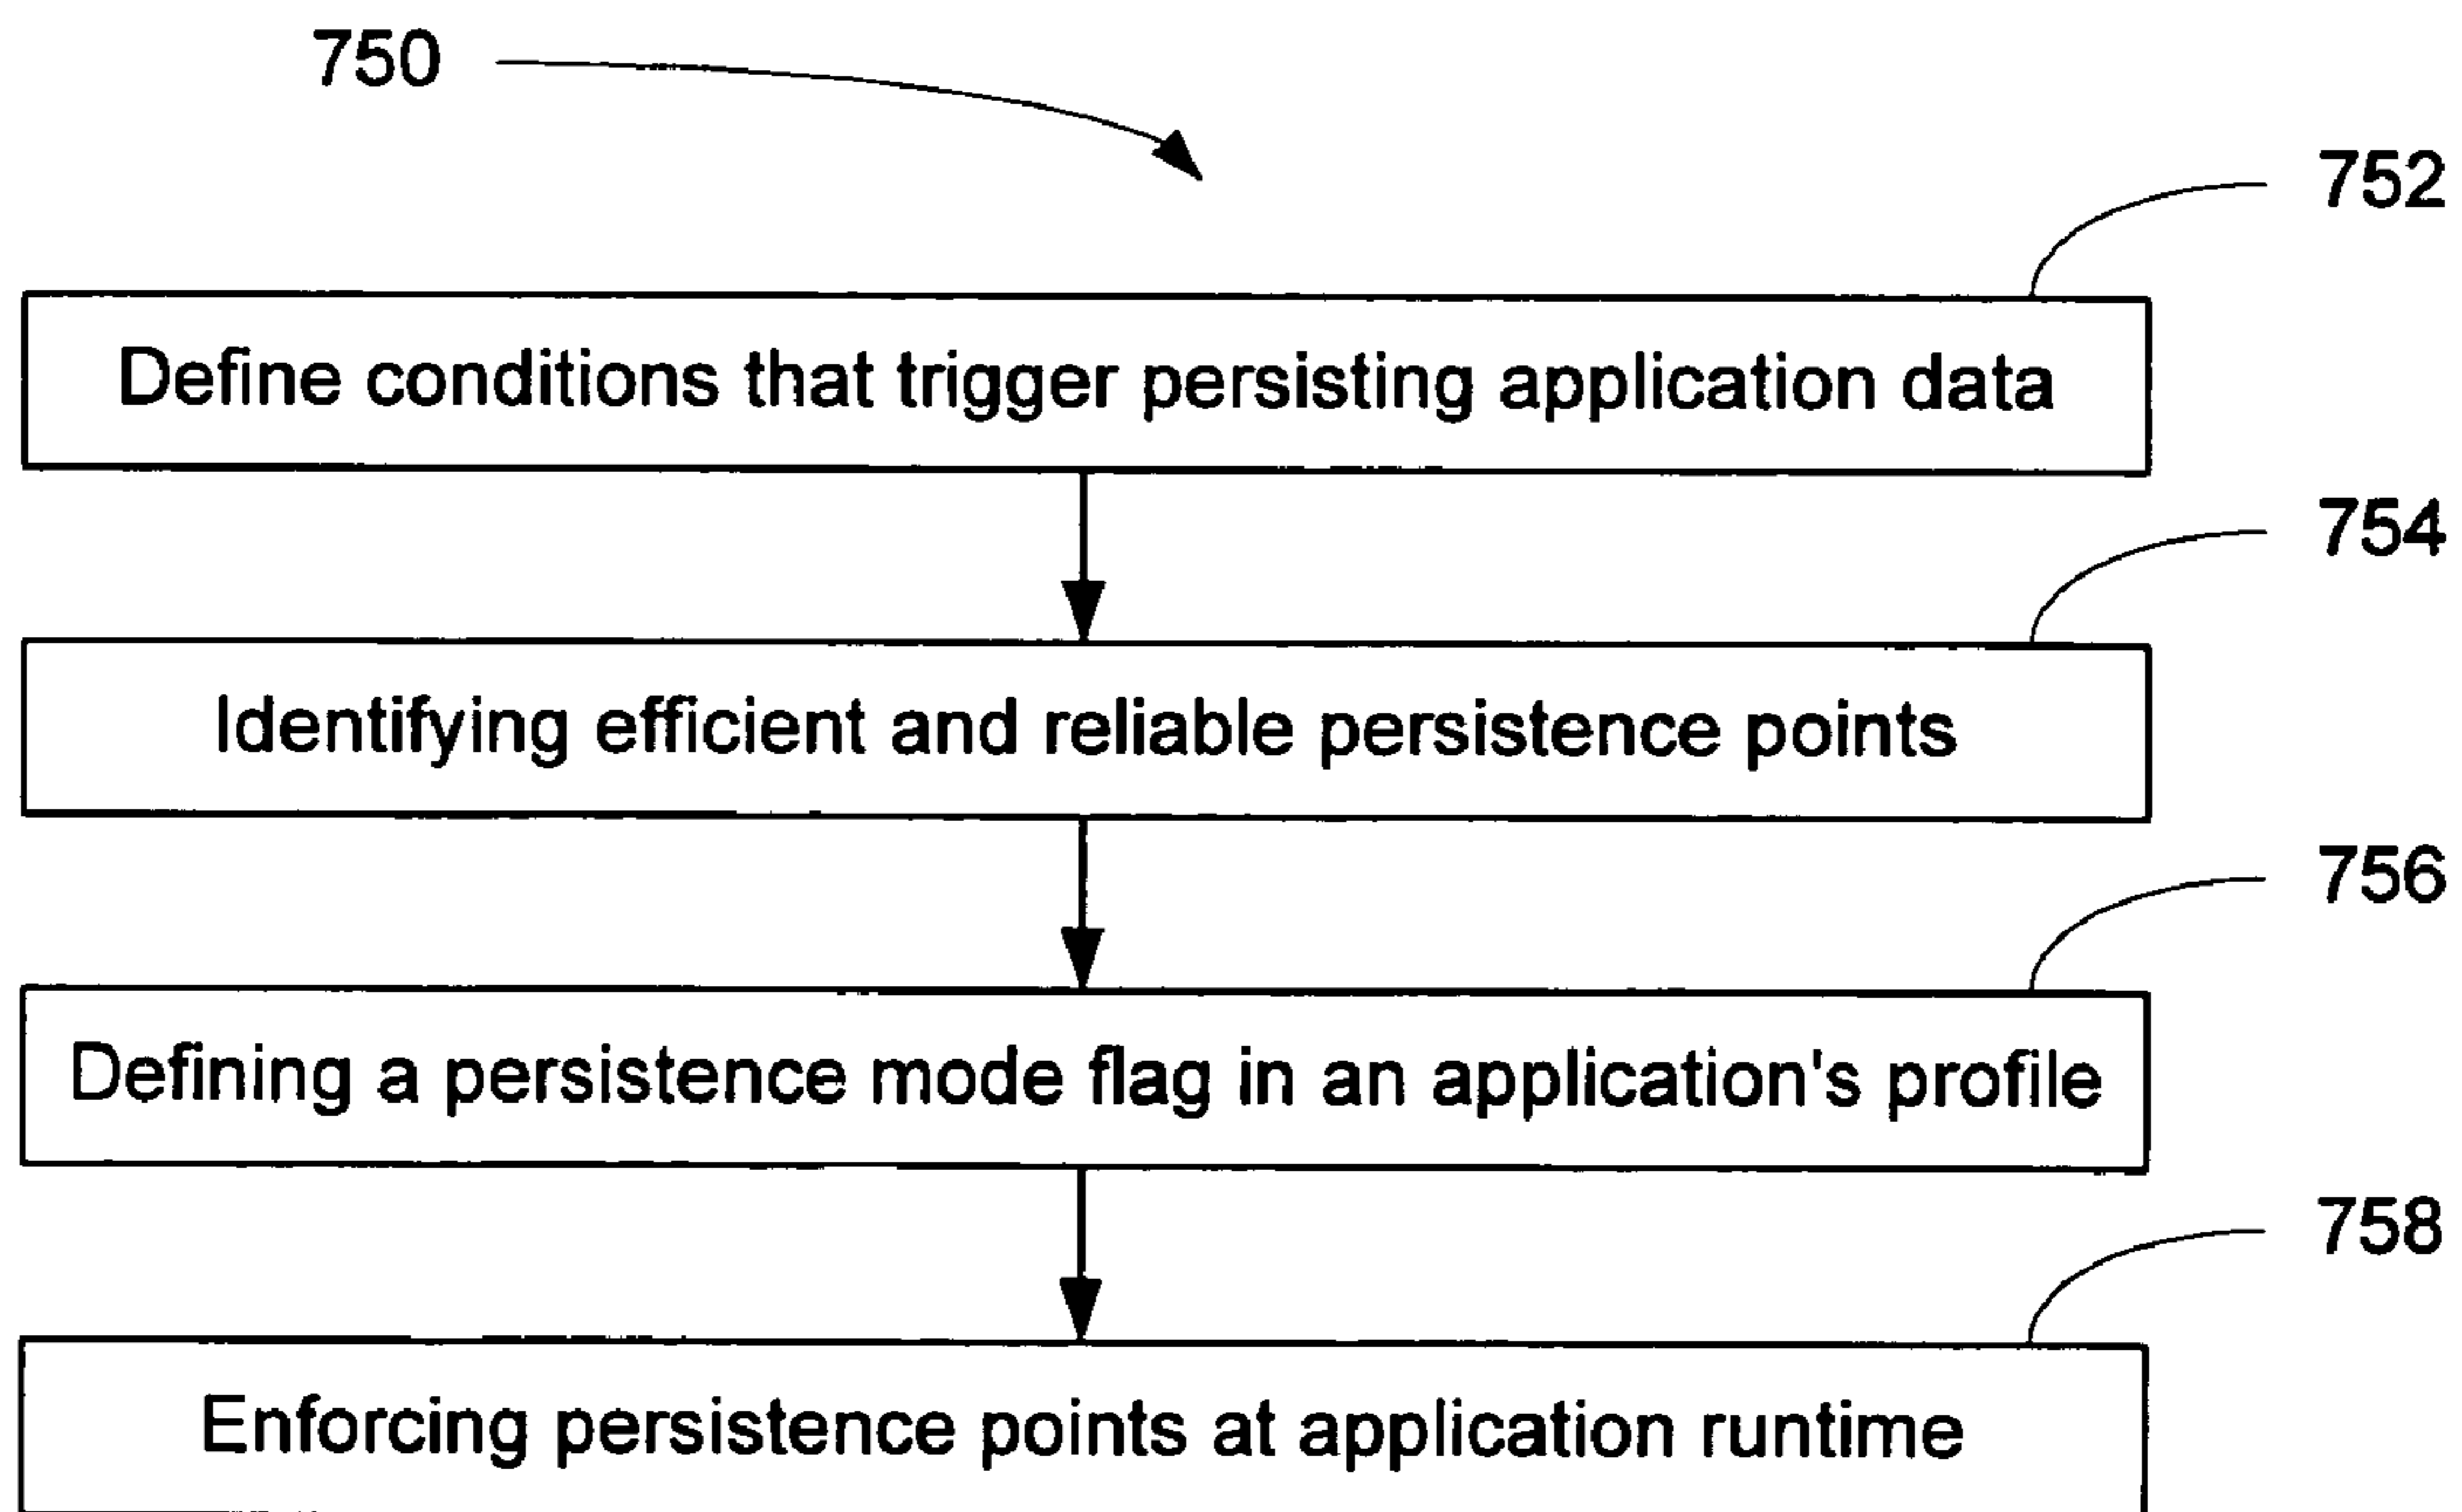 750
752
Define conditions that trigger persisting application data
754
Identifying efficient and reliable persistence points
756
Defining a persistence mode flag in an application's profile
758
Enforcing persistence points at application runtime